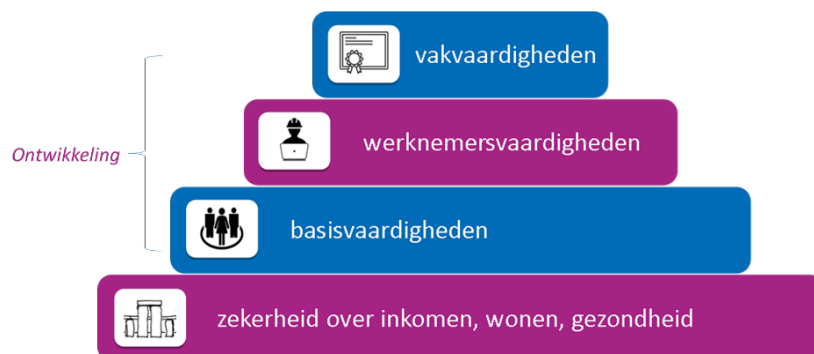 vakvaardigheden
werknemersvaardigheden
Ontwikkeling
basisvaardigheden
zekerheid over inkomen, wonen, gezondheid